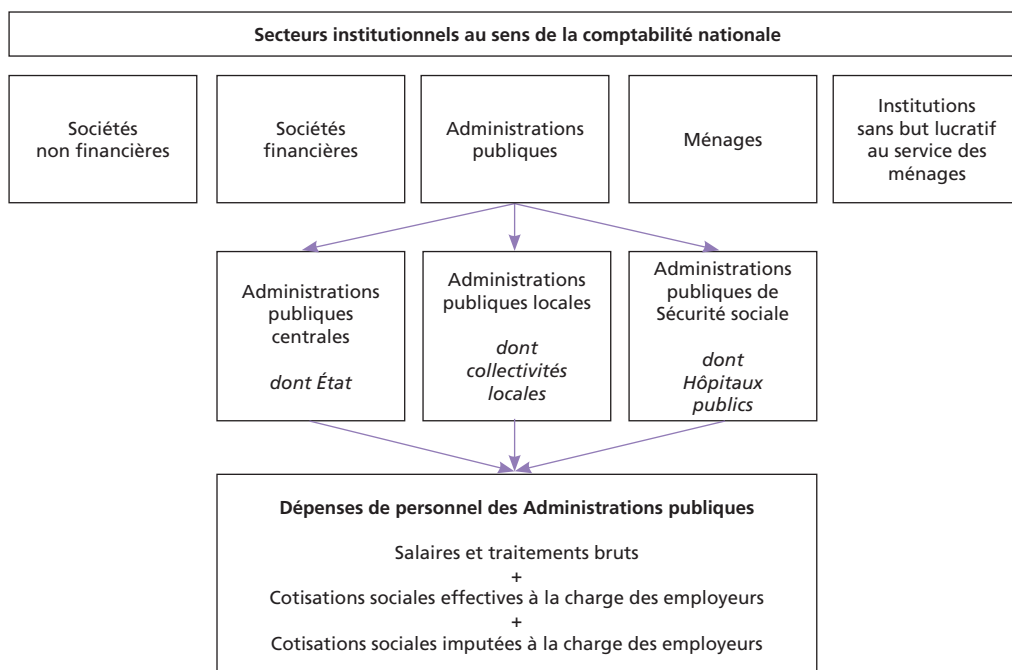 Secteurs institutionnels au sens de la comptabilité nationale
Sociétés
non financières
Sociétés
financières
Administrations
publiques
Ménages
Institutions
sans but lucratif
au service des
ménages
Administrations
publiques
centrales
dont État
Administrations
publiques locales
dont
collectivités
locales
Administrations
publiques de
Sécurité sociale
dont
Hôpitaux
publics
Dépenses de personnel des Administrations publiques
Salaires et traitements bruts
+
Cotisations sociales effectives à la charge des employeurs
+
Cotisations sociales imputées à la charge des employeurs